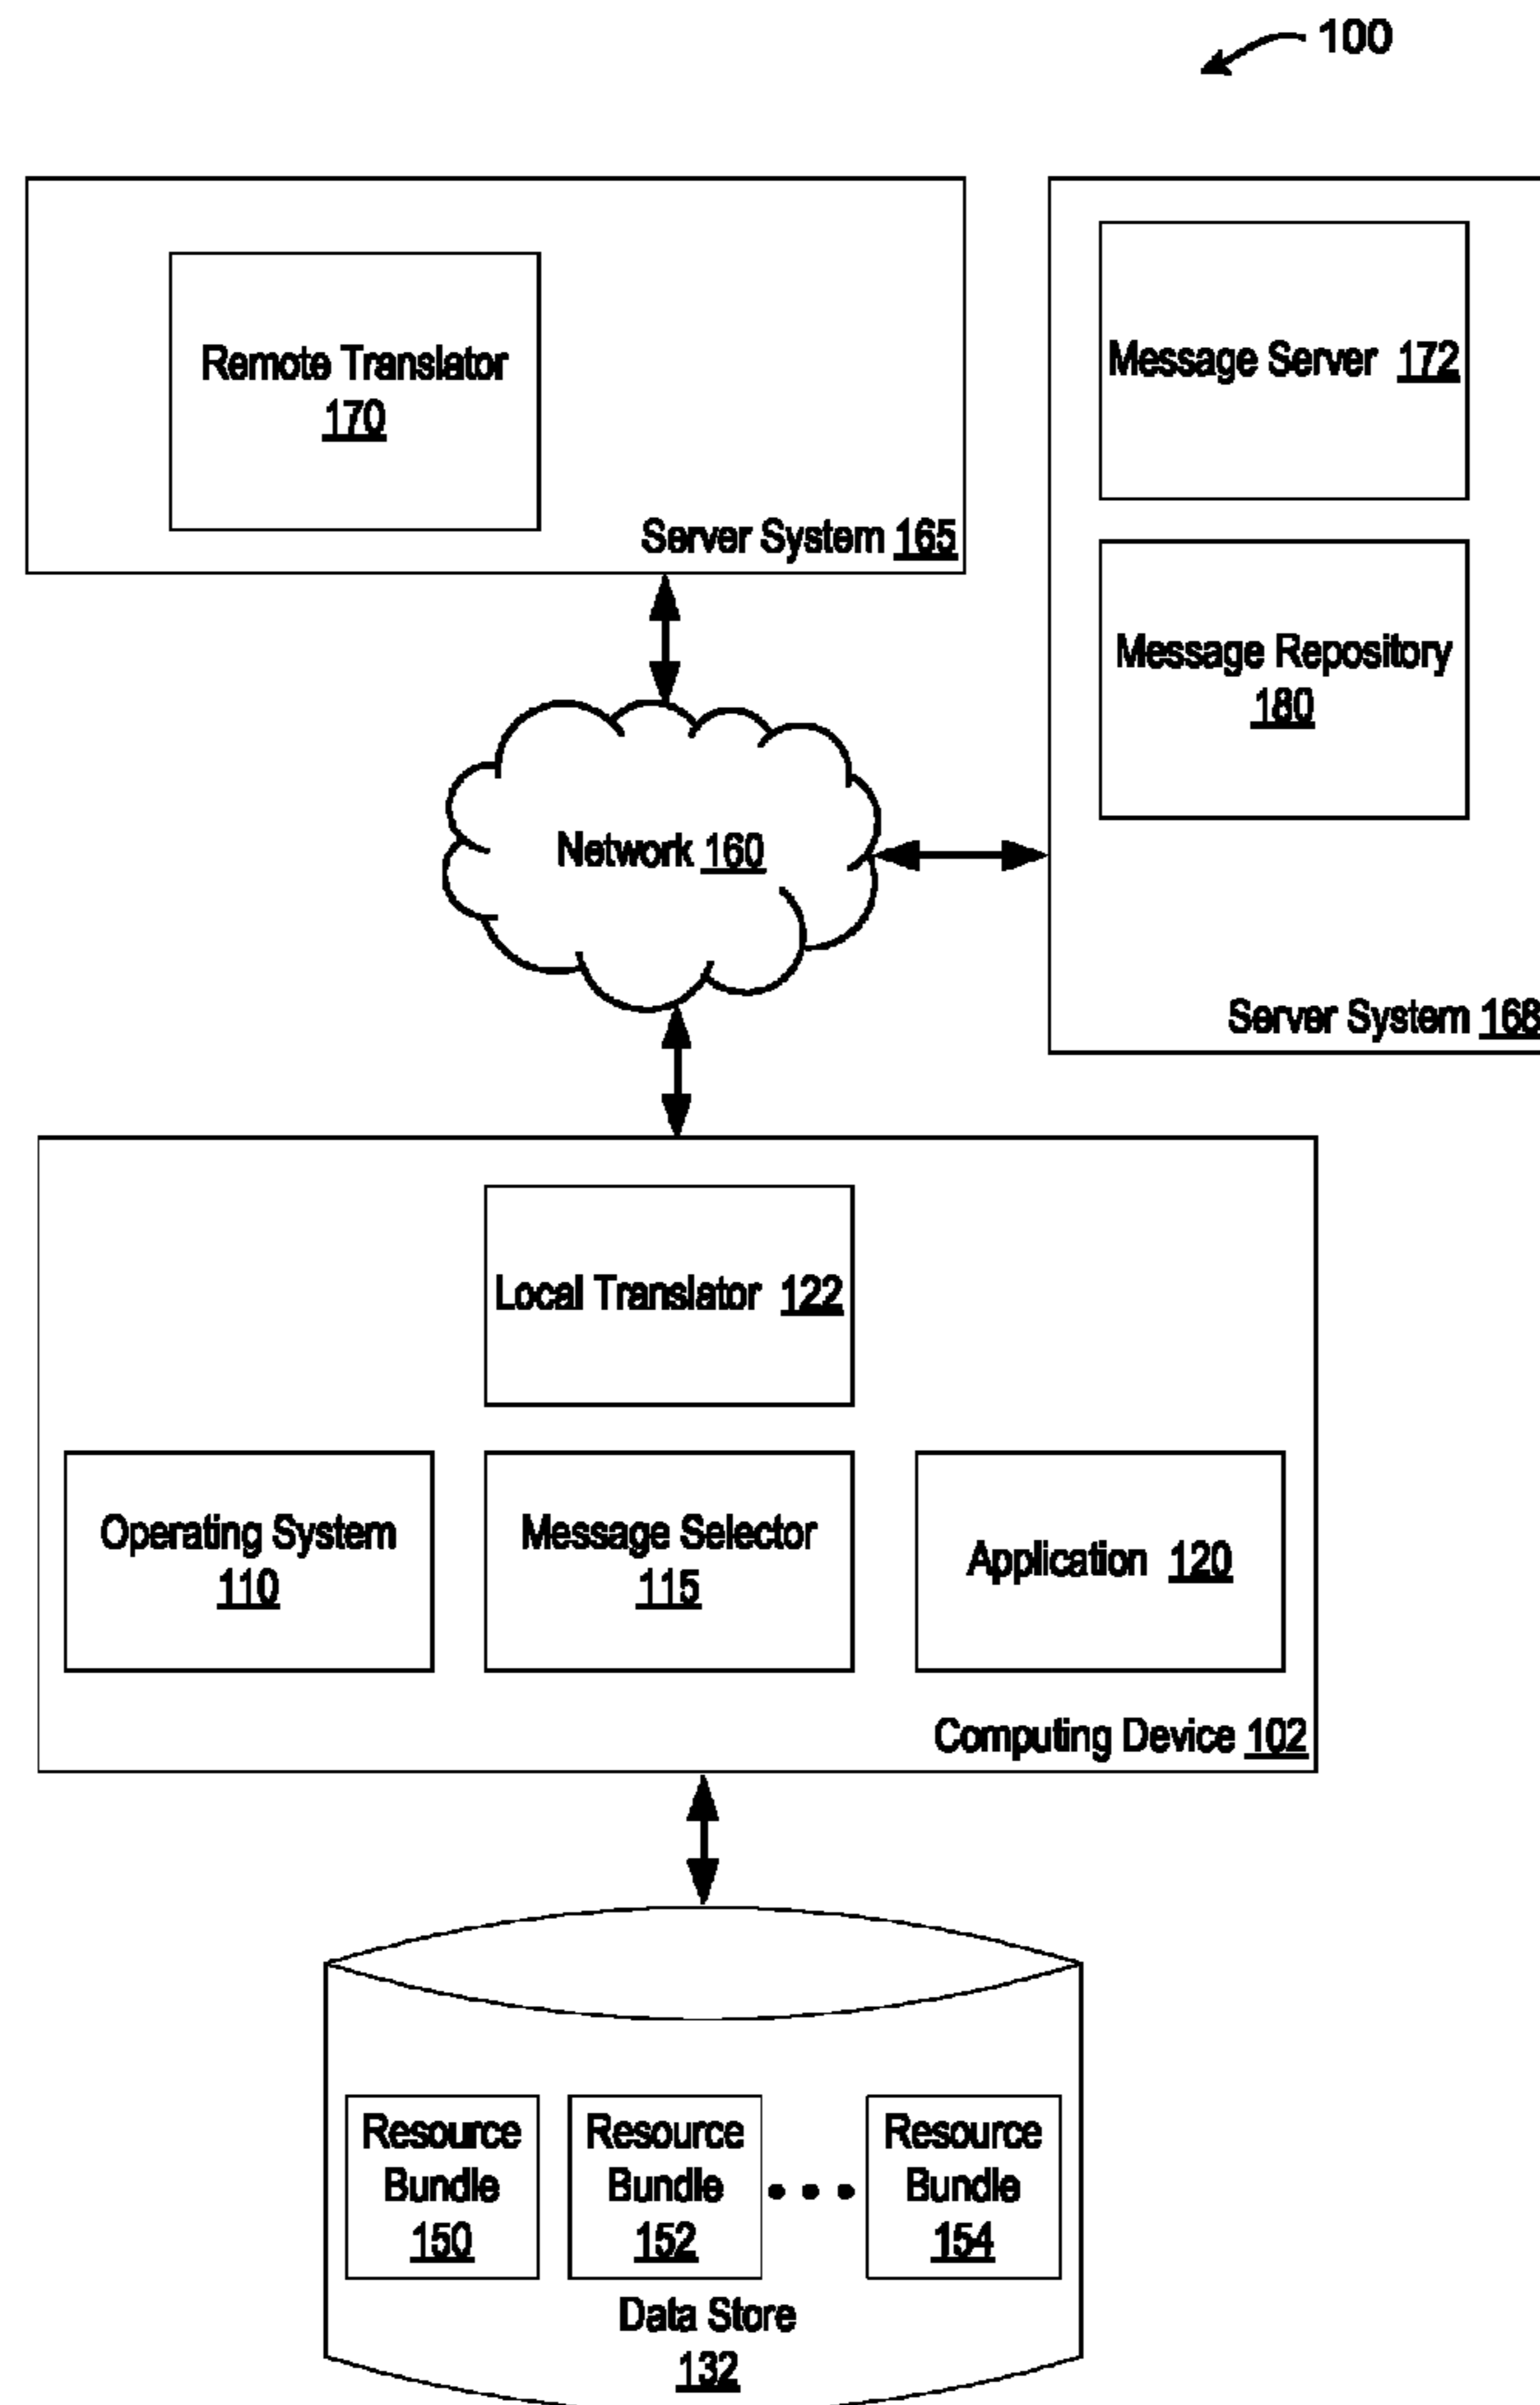 100
Remote Translator
170
Server System 165
Message Server 172
Message Repository
180
Server System 168
Network 160
Local Translator 122
Operating System
110
Message Selector
115
Application 120
Computing Device 102
Resource
Bundle
150
Resource
Bundle
152
Resource
Bundle
154
Data Store
132